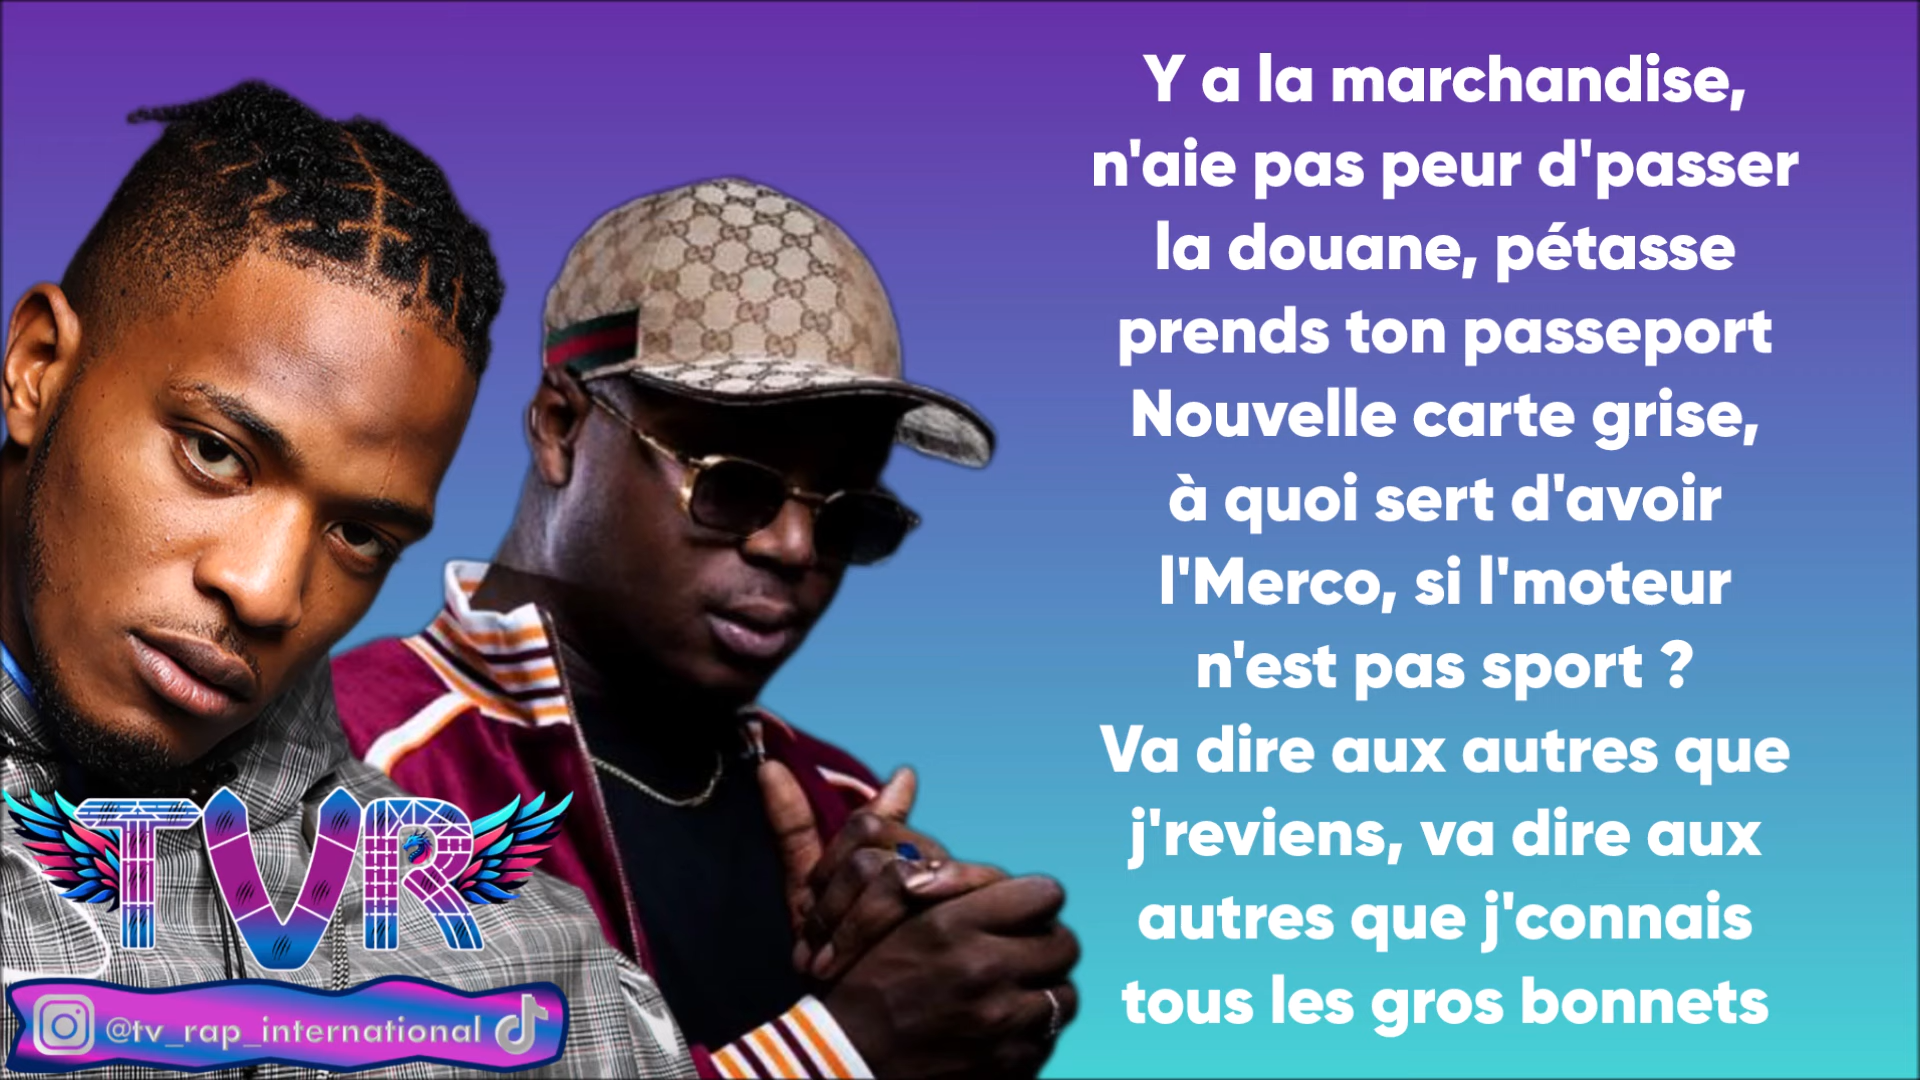 Y a la marchandise,
n'aie pas peur d'passer
la douane, pétasse
prends ton passeport
Nouvelle carte grise,
à quoi sert d'avoir
l'Merco, si l'moteur
n'est pas sport ?
Va dire aux autres que
j'reviens, va dire aux
autres que j'connais
tous les gros bonnets
TVR
@tv_rap_international